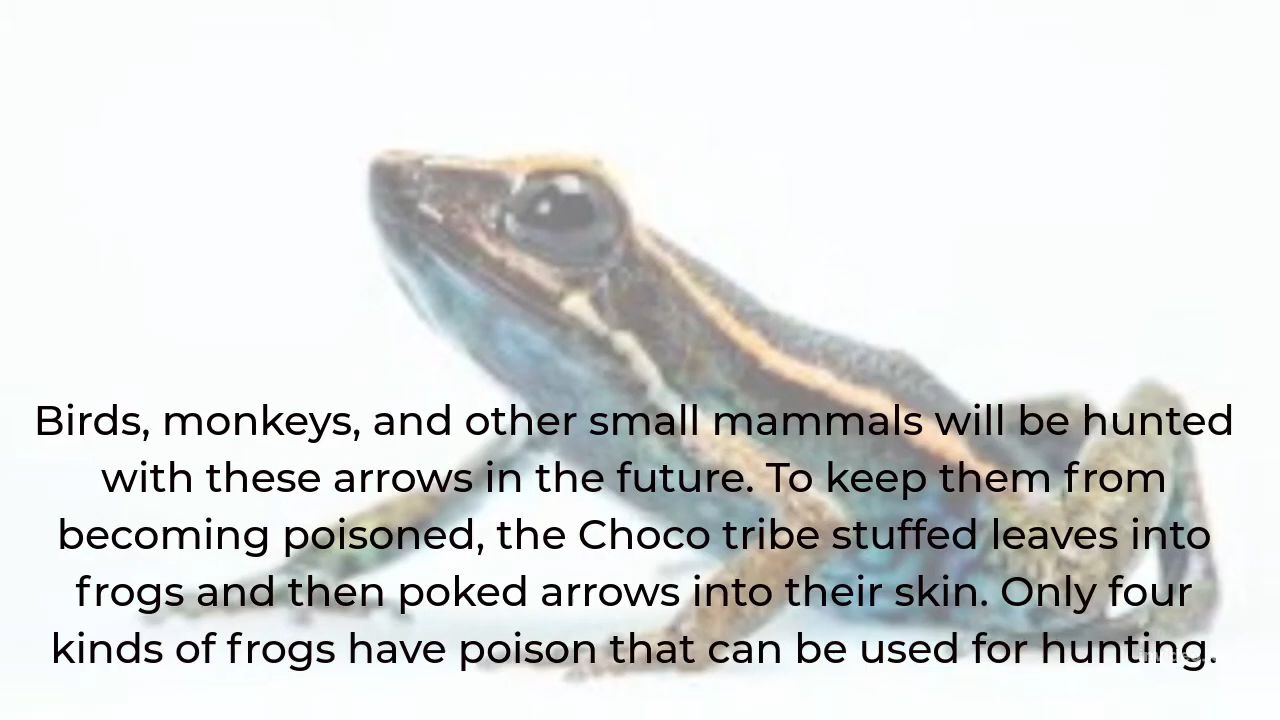 Birds, monkeys, and other small mammals will be hunted
with these arrows in the future. To keep them from
becoming poisoned, the Choco tribe stuffed leaves into
frogs and then poked arrows into their skin. Only four
kinds of frogs have poison that can be used for hunting.